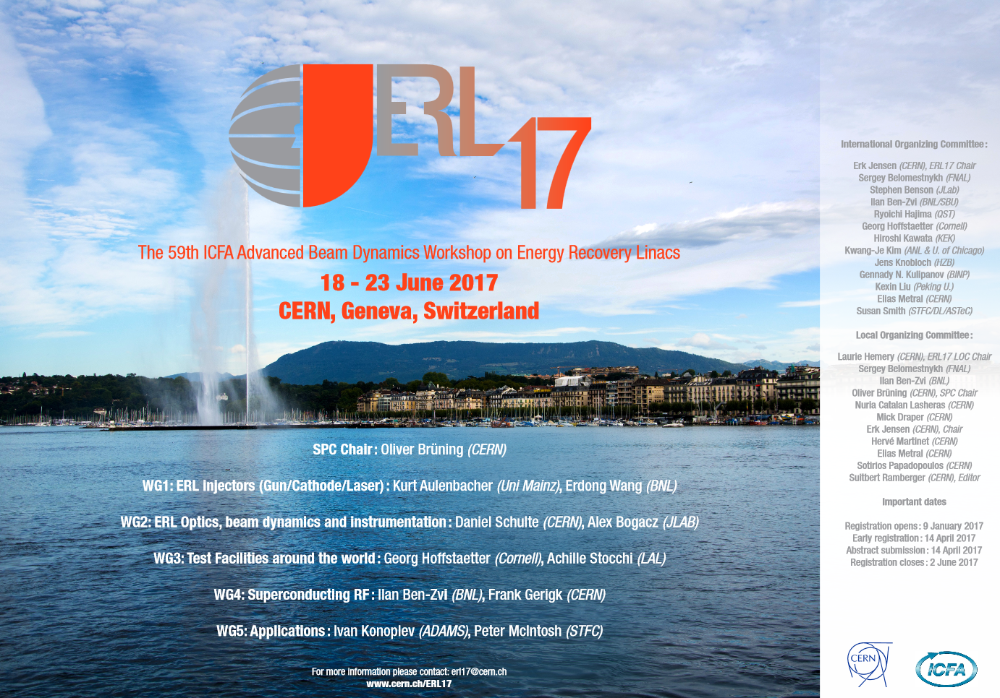 ERL17
The 59th ICFA Advanced Beam Dynamics Workshop on Energy Recovery Linacs
18 - 23 June 2017
CERN, Geneva, Switzerland
SPC Chair : Oliver Brüning (CERN)
WG1: ERL Injectors (Gun/Cathode/Laser) : Kurt Aulenbacher (Uni Mainz), Erdong Wang (BNL)
WG2: ERL Optics, beam dynamics and instrumentation : Daniel Schulte (CERN), Alex Bogacz (JLAB)
WG3: Test Facilities around the world : Georg Hoffstaetter (Cornell), Achille Stocchi (LAL)
WG4: Superconducting RF : Ilan Ben-Zvi (BNL), Frank Gerigk (CERN)
WG5: Applications : Ivan Konoplev (ADAMS), Peter McIntosh (STFC)
For more information please contact: erl17@cern.ch
www.cern.ch/ERL17
International Organizing Committee :
Erk Jensen (CERN), ERL17 Chair
Sergey Belomestnykh (FNAL)
Stephen Benson (JLab)
Ilan Ben-Zvi (BNL/SBU)
Ryoichi Hajima (QST)
Georg Hoffstaetter (Cornell)
Hiroshi Kawata (KEK)
Kwang-Je Kim (ANL & U. of Chicago)
Jens Knobloch (HZB)
Gennady N. Kulipanov (BINP)
Kexin Liu (Peking U.)
Elias Metral (CERN)
Susan Smith (STFC/DL/ASTeC)
Local Organizing Committee :
Laurie Hemery (CERN), ERL17 LOC Chair
Sergey Belomestnykh (FNAL)
Ilan Ben-Zvi (BNL)
Oliver Brüning (CERN), SPC Chair
Nuria Catalan Lasheras (CERN)
Mick Draper (CERN)
Erk Jensen (CERN), Chair
Hervé Martinet (CERN)
Elias Metral (CERN)
Sotirios Papadopoulos (CERN)
Suitbert Ramberger (CERN), Editor
Important dates
Registration opens : 9 January 2017
Early registration : 14 April 2017
Abstract submission : 14 April 2017
Registration closes : 2 June 2017
CERN
ICFA